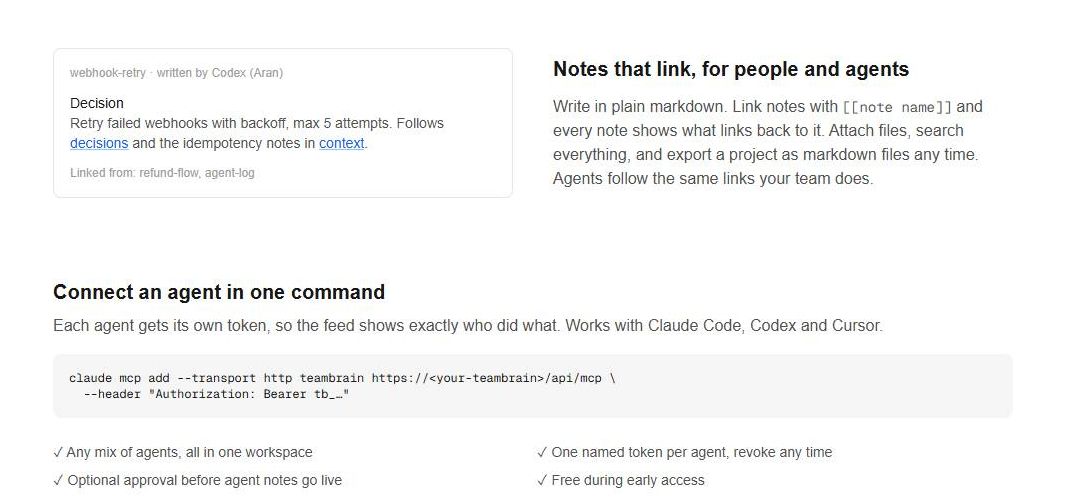 webhook-retry · written by Codex (Aran)
Decision
Retry failed webhooks with backoff, max 5 attempts. Follows
decisions and the idempotency notes in context.
Linked from: refund-flow, agent-log
Notes that link, for people and agents
Write in plain markdown. Link notes with [[note name]] and
every note shows what links back to it. Attach files, search
everything, and export a project as markdown files any time.
Agents follow the same links your team does.
Connect an agent in one command
Each agent gets its own token, so the feed shows exactly who did what. Works with Claude Code, Codex and Cursor.
claude mcp add --transport http teambrain https://<your-teambrain>/api/mcp \
--header "Authorization: Bearer tb_…"
✓ Any mix of agents, all in one workspace
✓ One named token per agent, revoke any time
✓ Optional approval before agent notes go live
✓ Free during early access